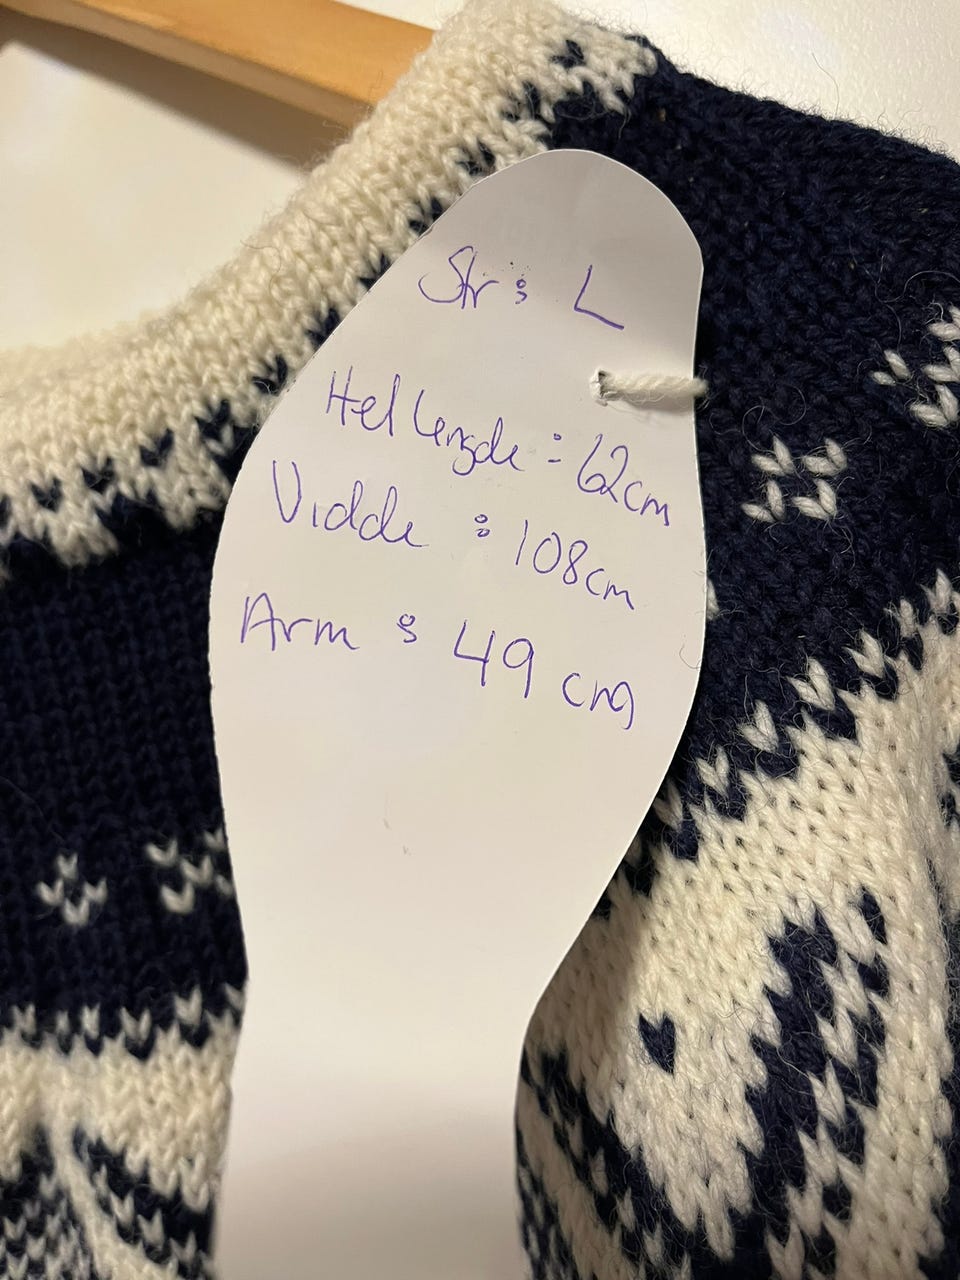 Str: L
Hel lengde: 62cm
Vidde: 108cm
Arm: 49 cm